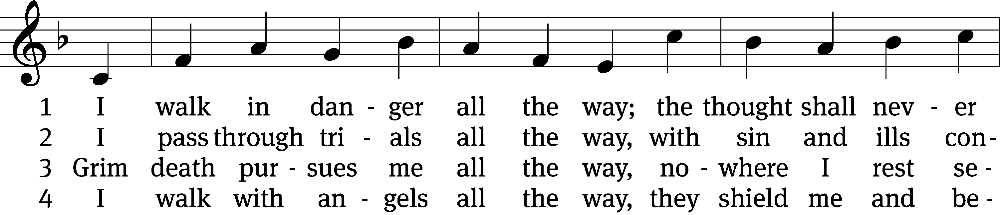 1 I walk in dan - ger all the way; the thought shall nev - er
2 I pass through tri - als all the way, with sin and ills con-
3 Grim death pur - sues me all the way, no - where I rest se -
4 I walk with an - gels all the way, they shield me and be -